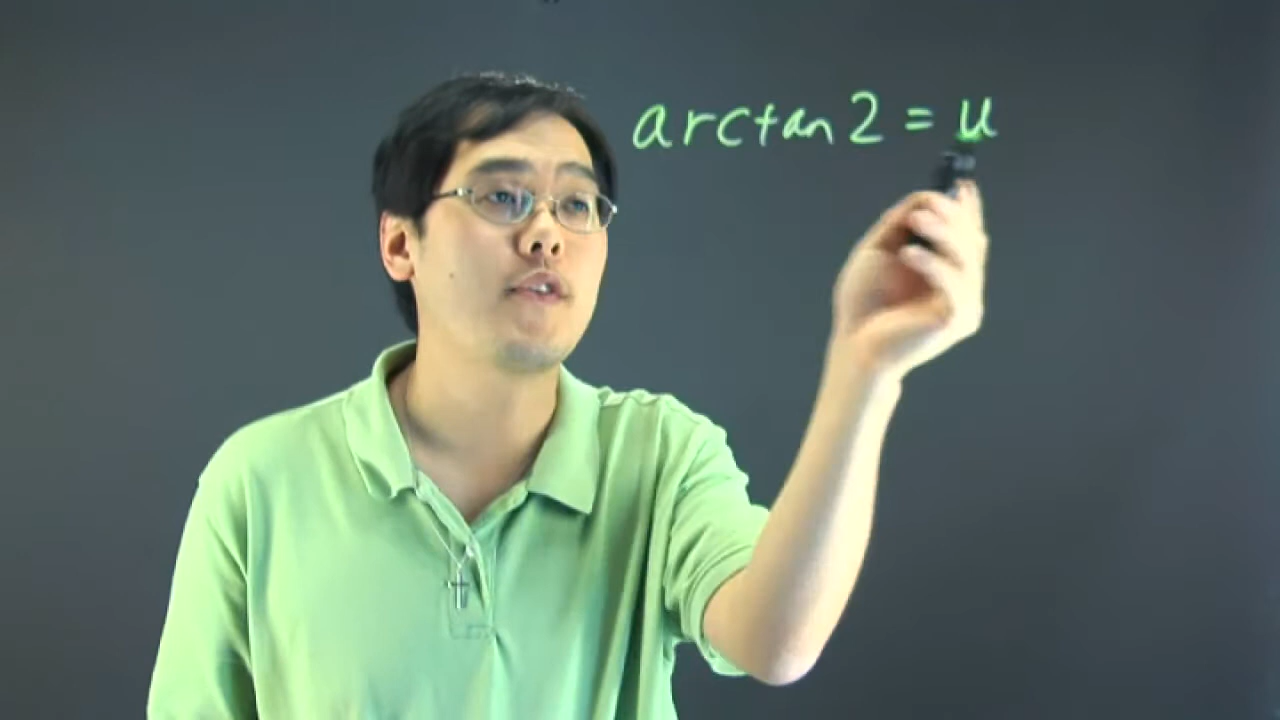 arctan 2 = u